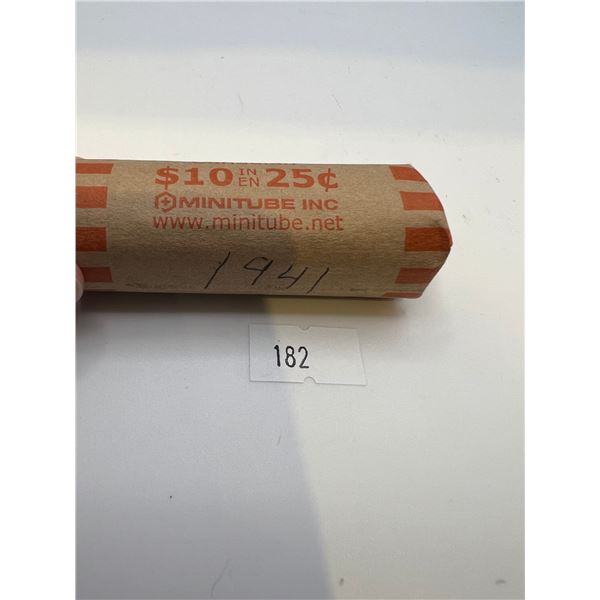 $10 IN EN 25¢
MINITUBE INC
www.minitube.net
1941
182